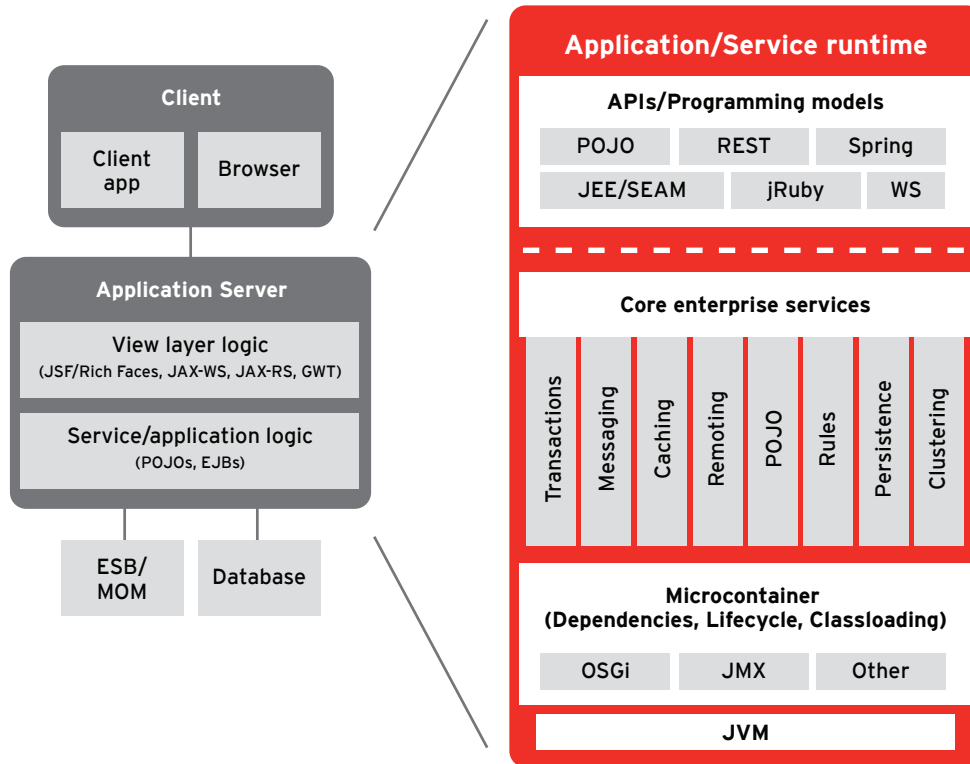 Client
Client
app
Browser
Application Server
View layer logic
(JSF/Rich Faces, JAX-WS, JAX-RS, GWT)
Service/application logic
(POJOs, EJBs)
ESB/
MOM
Database
Application/Service runtime
APIs/Programming models
POJO
REST
Spring
JEE/SEAM
jRuby
WS
Core enterprise services
Transactions
Messaging
Caching
Remoting
POJO
Rules
Persistence
Clustering
Microcontainer
(Dependencies, Lifecycle, Classloading)
OSGi
JMX
Other
JVM